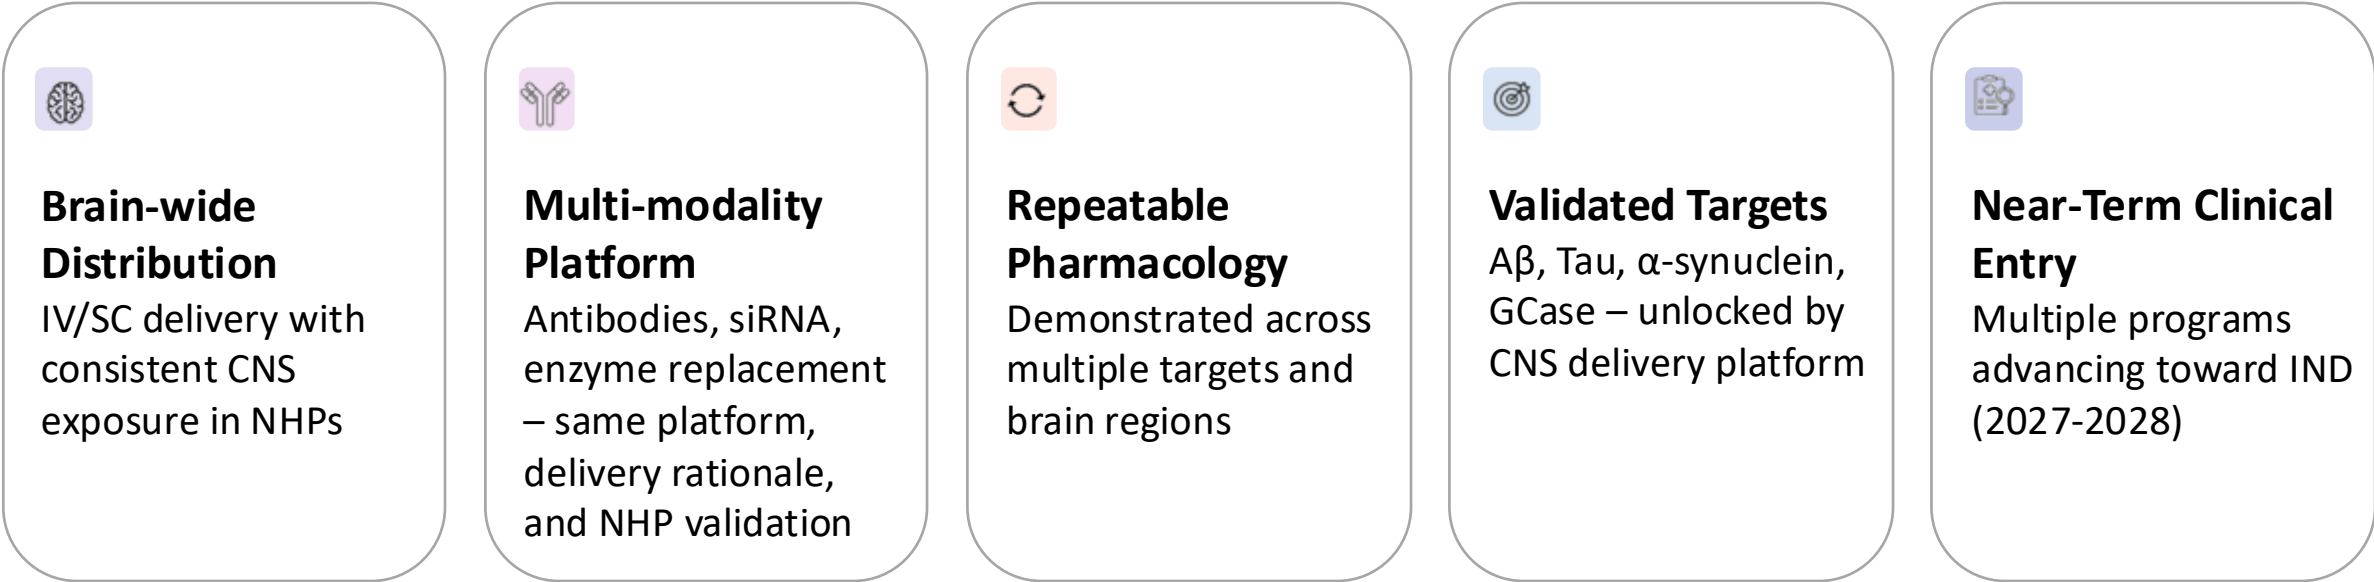 Brain-wide
Distribution
IV/SC delivery with
consistent CNS
exposure in NHPs
Multi-modality
Platform
Antibodies, siRNA,
enzyme replacement
– same platform,
delivery rationale,
and NHP validation
Repeatable
Pharmacology
Demonstrated across
multiple targets and
brain regions
Validated Targets
Aβ, Tau, α-synuclein,
GCase – unlocked by
CNS delivery platform
Near-Term Clinical
Entry
Multiple programs
advancing toward IND
(2027-2028)